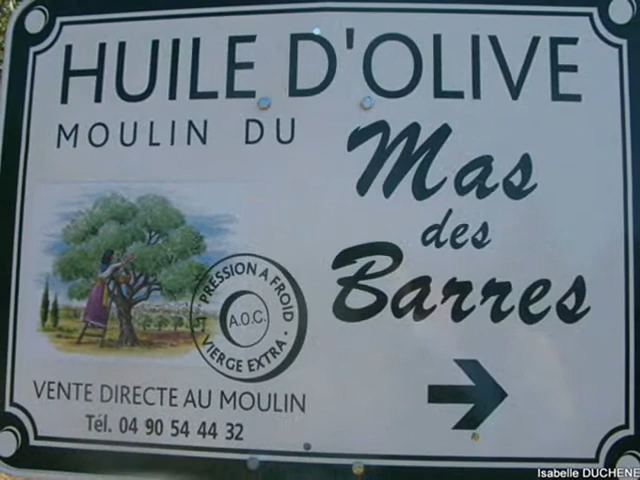 HUILE D'OLIVE
MOULIN DU
Mas
des
Barres
PRESSION A FROID
A.O.C.
VIERGE EXTRA
VENTE DIRECTE AU MOULIN
Tél. 04 90 54 44 32
Isabelle DUCHENE